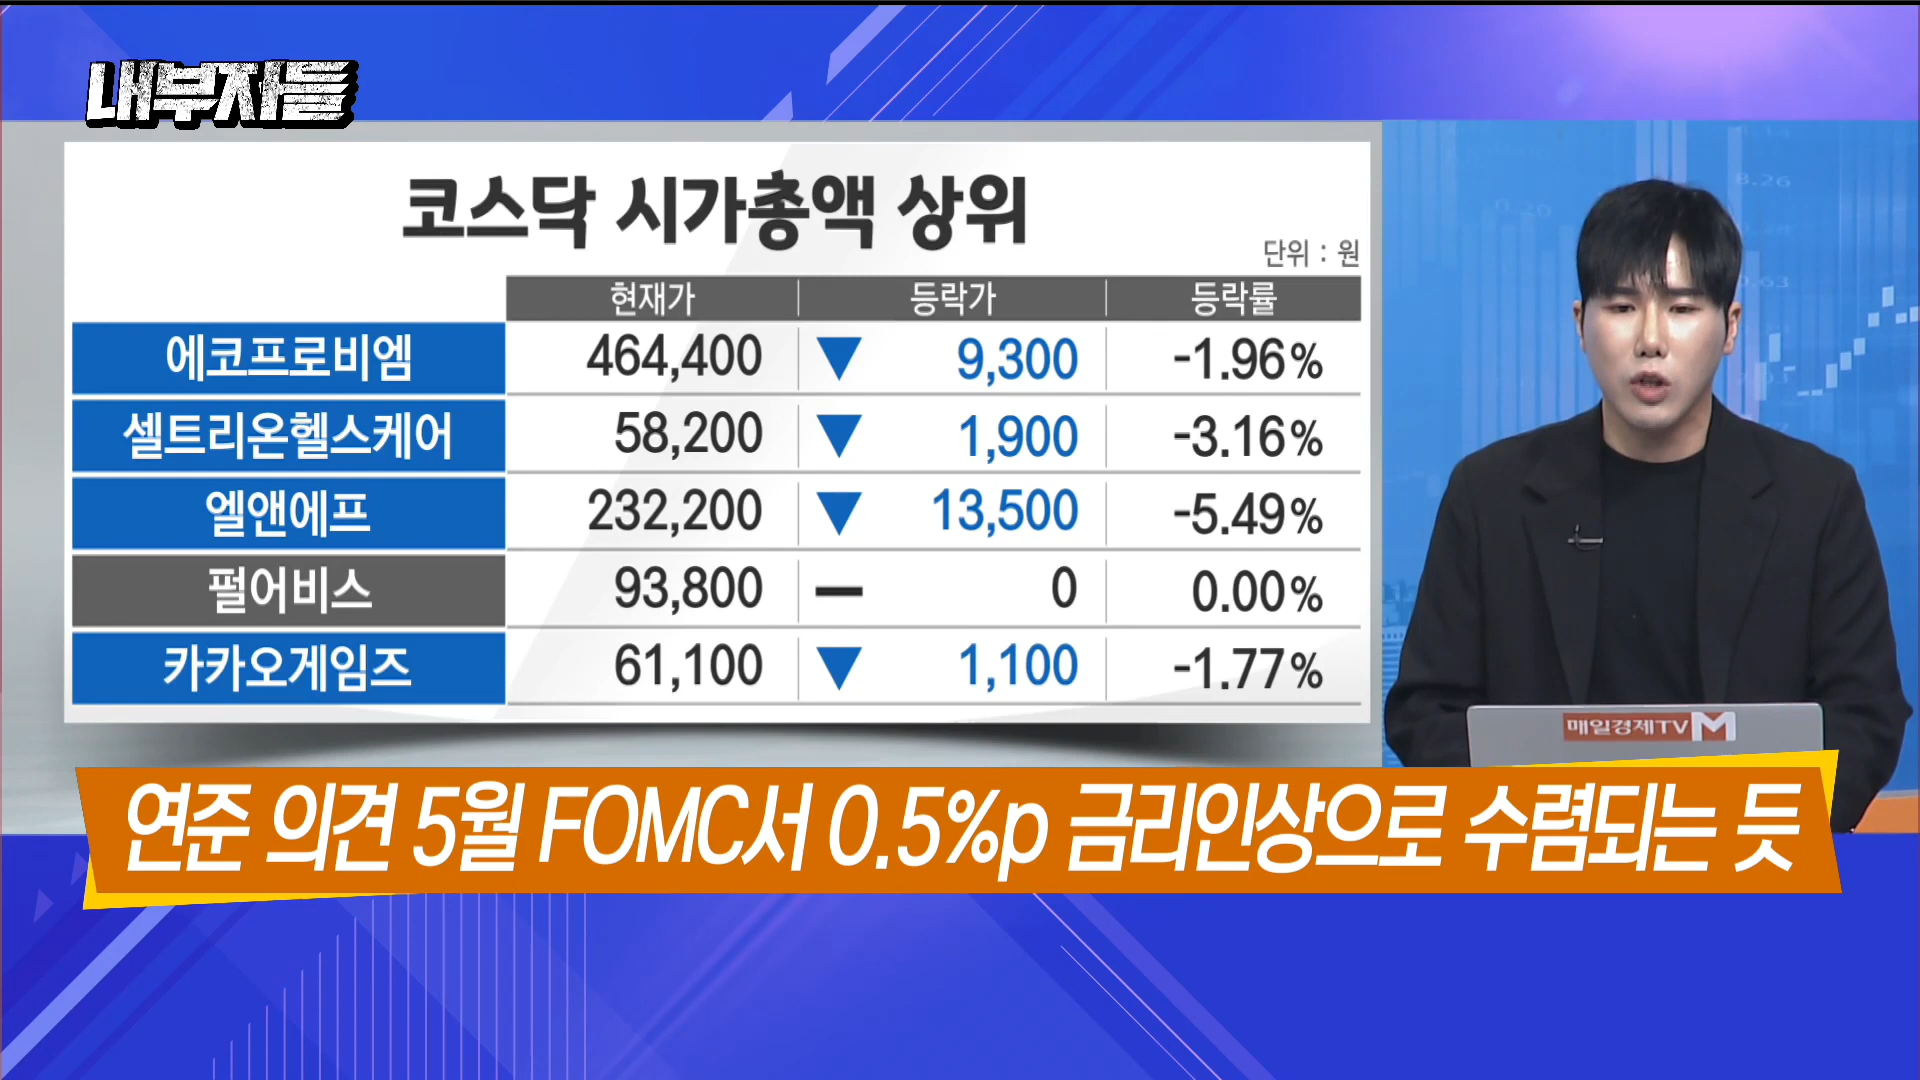 내부자들
코스닥 시가총액 상위
단위 : 원
현재가 등락가 등락률
에코프로비엠 464,400 ▼ 9,300 -1.96%
셀트리온헬스케어 58,200 ▼ 1,900 -3.16%
엘앤에프 232,200 ▼ 13,500 -5.49%
펄어비스 93,800 – 0 0.00%
카카오게임즈 61,100 ▼ 1,100 -1.77%
8.26
매일경제TV M
연준 의견 5월 FOMC서 0.5%p 금리인상으로 수렴되는 듯